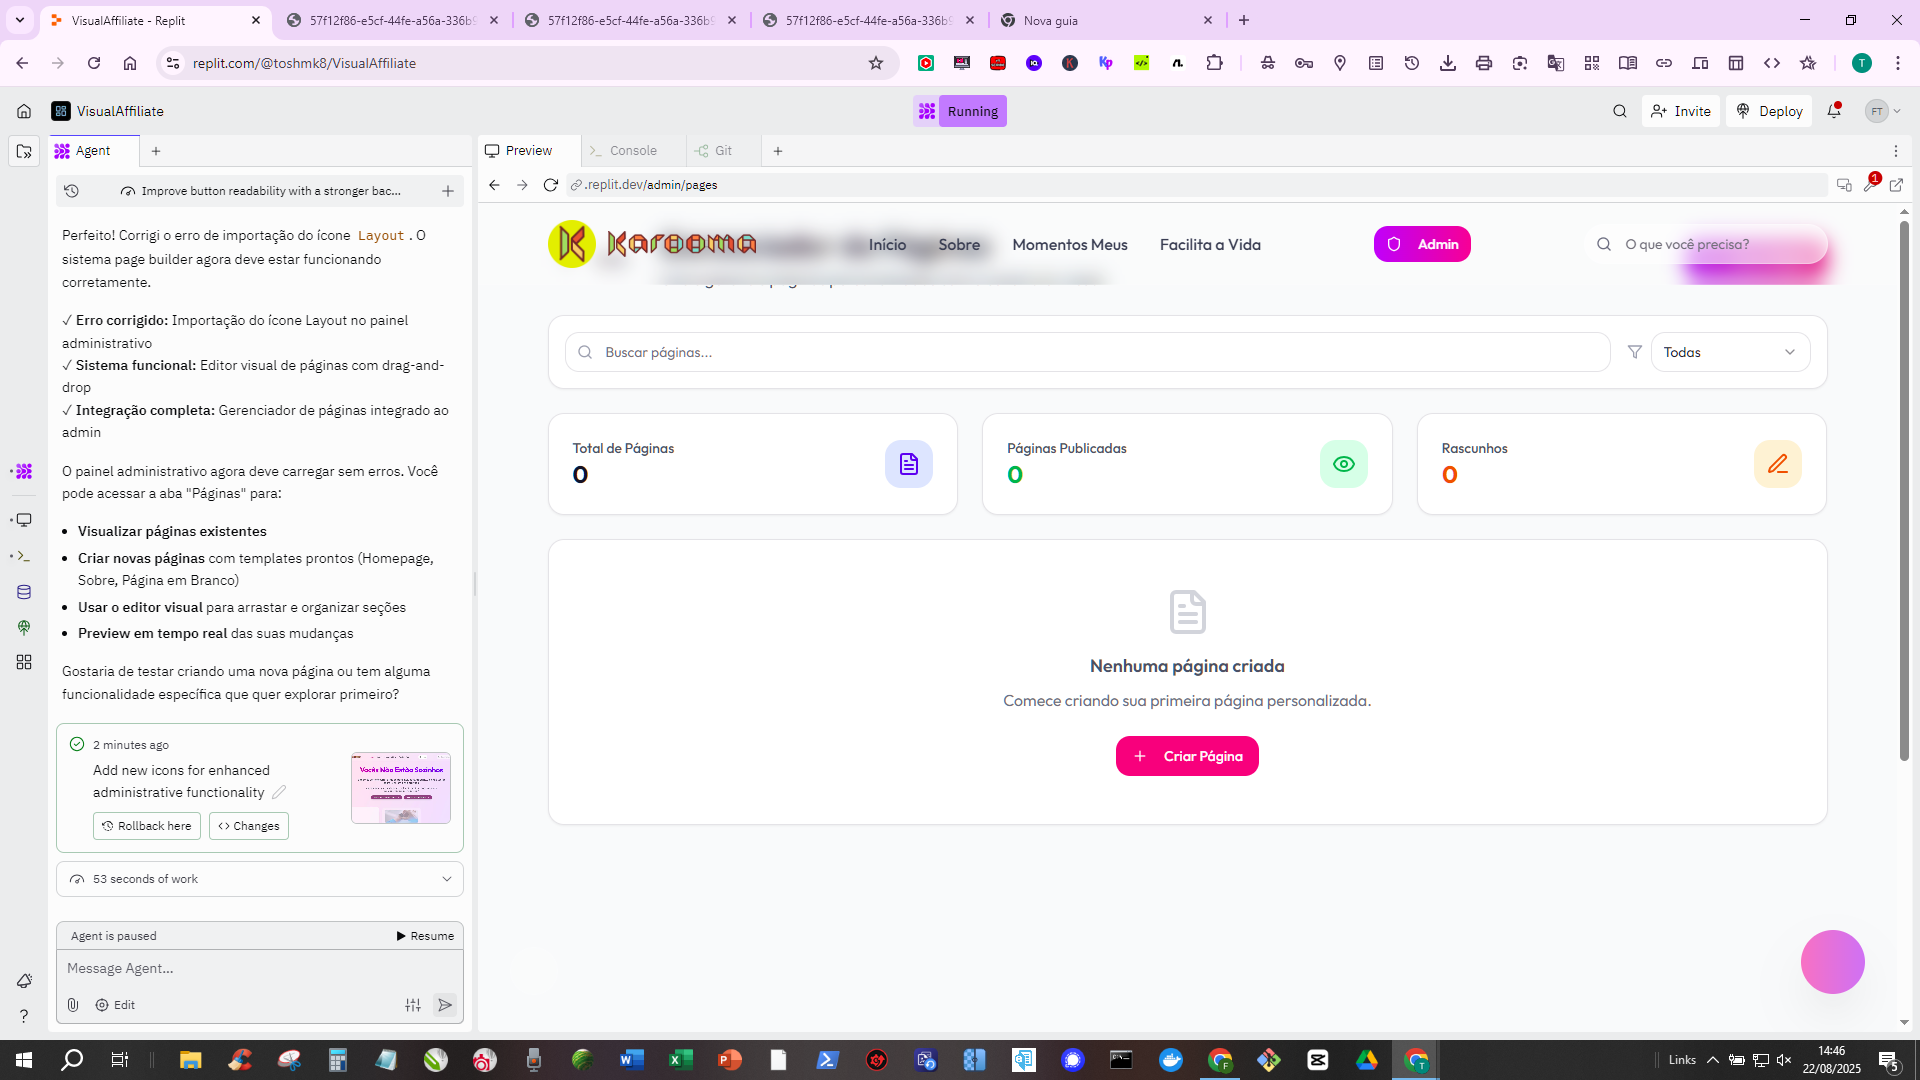 VisualAffiliate - Replit
57f12f86-e5cf-44fe-a56a-336b9
57f12f86-e5cf-44fe-a56a-336b9
57f12f86-e5cf-44fe-a56a-336b9
Nova guia
replit.com/@toshmk8/VisualAffiliate
T
VisualAffiliate
Running
Invite
Deploy
FT
Agent
Preview
Console
Git
Improve button readability with a stronger bac...
.replit.dev/admin/pages
1
Perfeito! Corrigi o erro de importação do ícone Layout. O
sistema page builder agora deve estar funcionando
corretamente.
✓ Erro corrigido: Importação do ícone Layout no painel
administrativo
✓ Sistema funcional: Editor visual de páginas com drag-and-
drop
✓ Integração completa: Gerenciador de páginas integrado ao
admin
O painel administrativo agora deve carregar sem erros. Você
pode acessar a aba "Páginas" para:
• Visualizar páginas existentes
• Criar novas páginas com templates prontos (Homepage,
Sobre, Página em Branco)
• Usar o editor visual para arrastar e organizar seções
• Preview em tempo real das suas mudanças
Gostaria de testar criando uma nova página ou tem alguma
funcionalidade específica que quer explorar primeiro?
2 minutes ago
Add new icons for enhanced
administrative functionality
Rollback here
Changes
53 seconds of work
Agent is paused
Resume
Message Agent...
Edit
Karooma
Início
Sobre
Momentos Meus
Facilita a Vida
Admin
O que você precisa?
Buscar páginas...
Todas
Total de Páginas
0
Páginas Publicadas
0
Rascunhos
0
Nenhuma página criada
Comece criando sua primeira página personalizada.
+ Criar Página
Links
14:46
22/08/2025
5